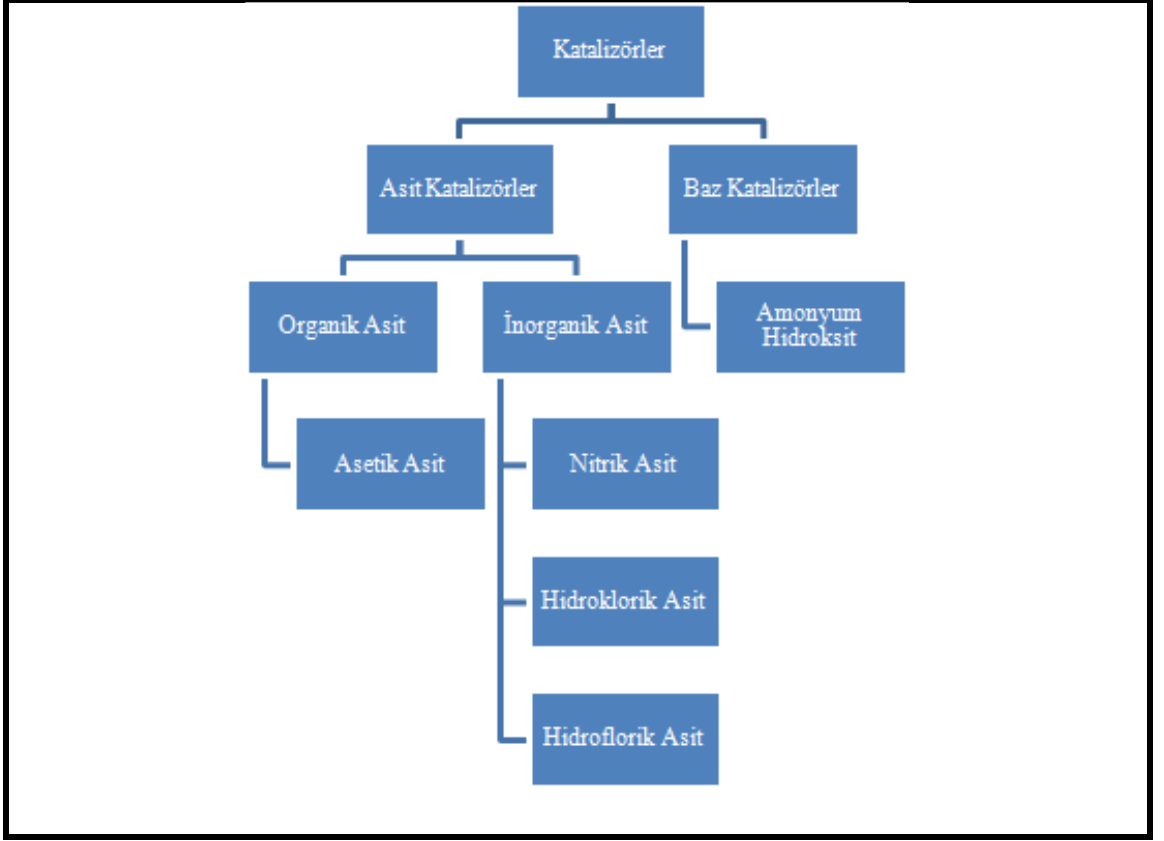 Katalizörler
Asit Katalizörler
Baz Katalizörler
Organik Asit
İnorganik Asit
Amonyum
Hidroksit
Asetik Asit
Nitrik Asit
Hidroklorik Asit
Hidroflorik Asit